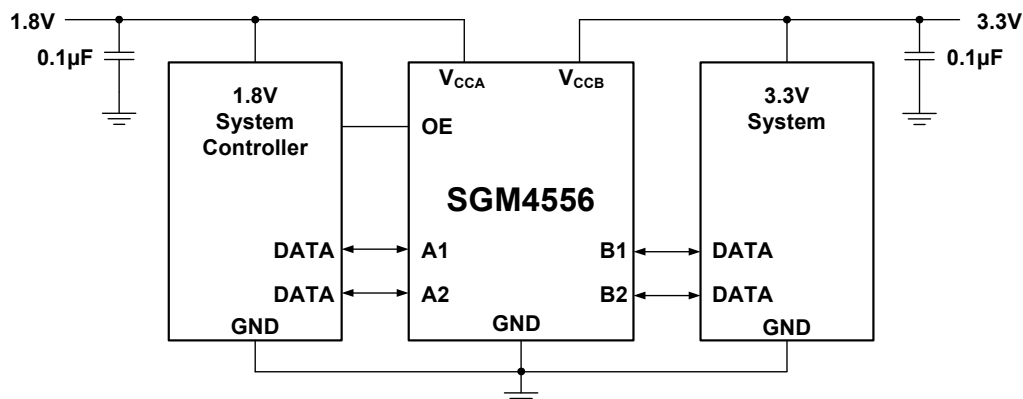 1.8V
3.3V
0.1µF
0.1µF
VCCA
VCCB
1.8V
System
Controller
OE
3.3V
System
SGM4556
DATA
A1
B1
DATA
DATA
A2
B2
DATA
GND
GND
GND